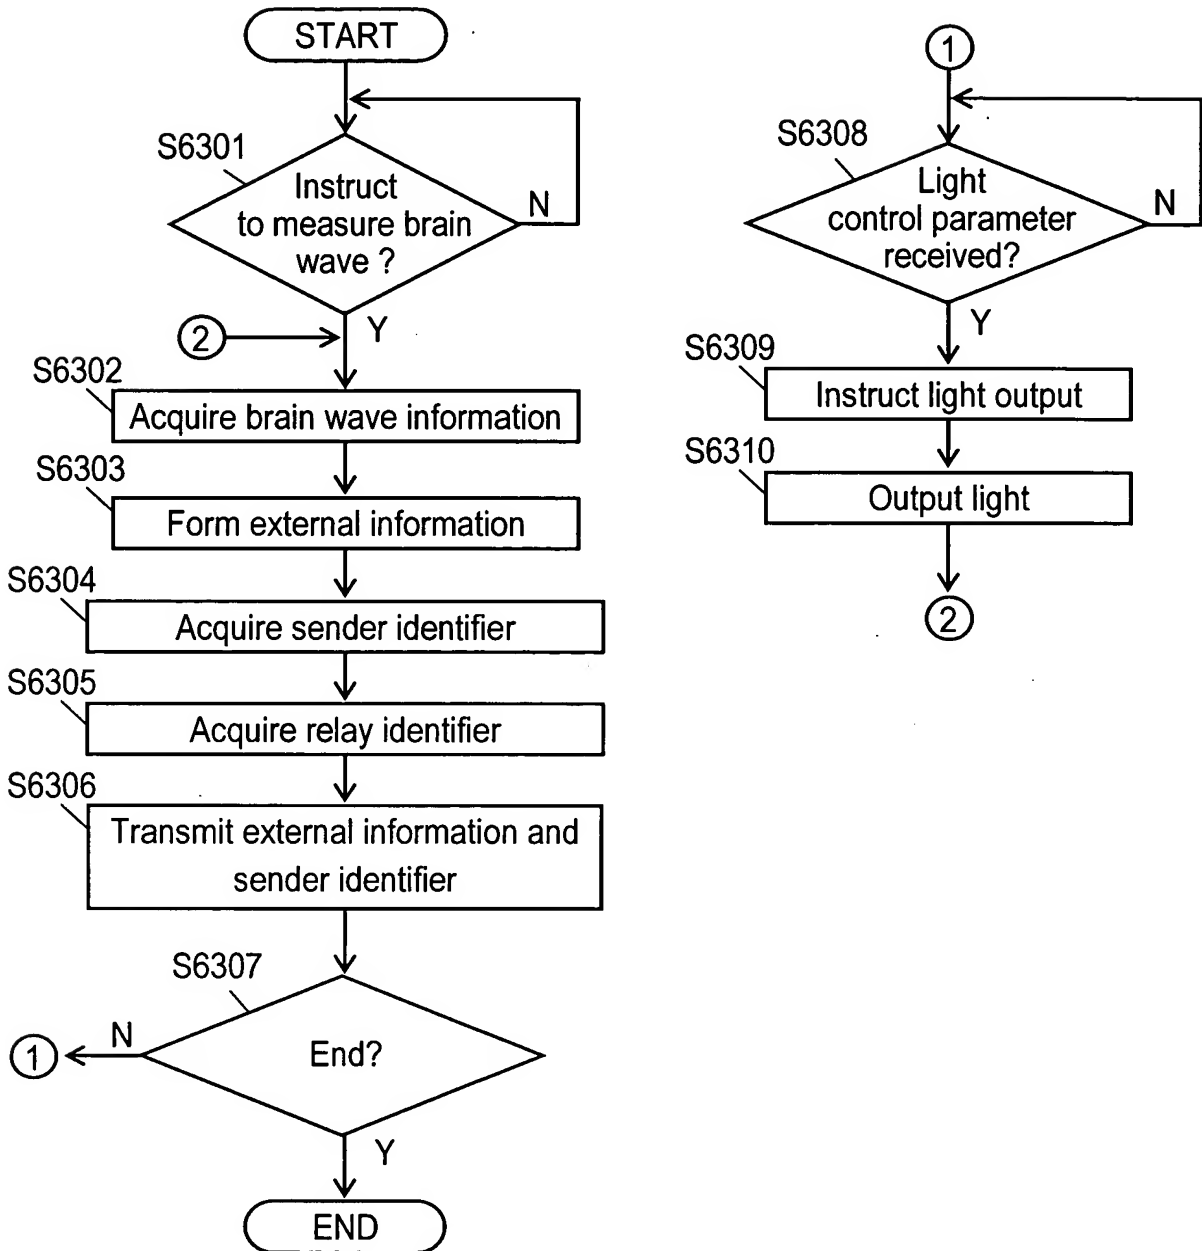 START
S6301
Instruct
to measure brain
wave ?
N
Y
2
S6302
Acquire brain wave information
S6303
Form external information
S6304
Acquire sender identifier
S6305
Acquire relay identifier
S6306
Transmit external information and
sender identifier
S6307
End?
N
1
Y
END
1
S6308
Light
control parameter
received?
N
Y
S6309
Instruct light output
S6310
Output light
2